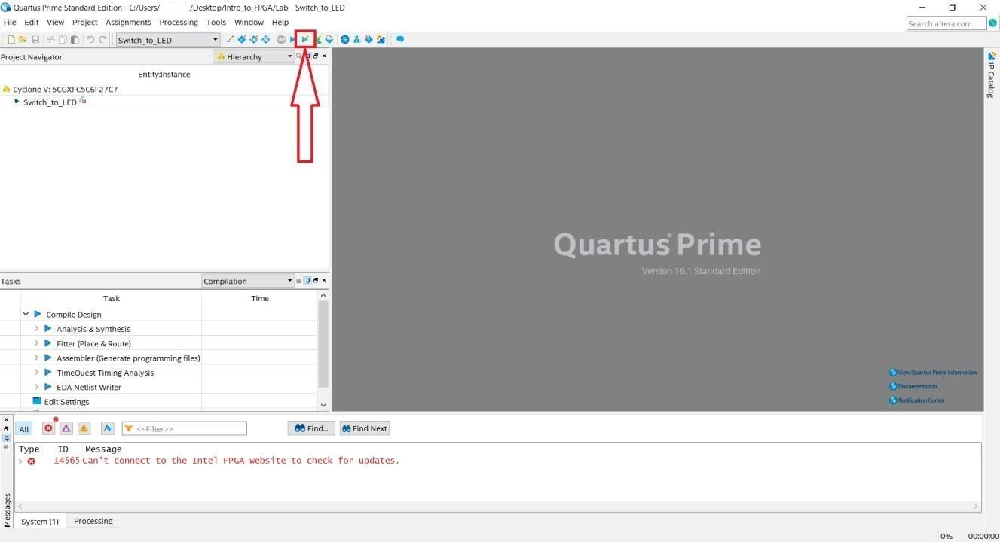 Quartus Prime Standard Edition - C:/Users/ /Desktop/Intro_to_FPGA/Lab - Switch_to_LED
File Edit View Project Assignments Processing Tools Window Help
Search altera.com
Switch_to_LED
Project Navigator
Hierarchy
Entity:Instance
Cyclone V: 5CGXFC5C6F27C7
Switch_to_LED
IP Catalog
Quartus® Prime
Version 16.1 Standard Edition
View Quartus Prime Information
Documentation
Notification Center
Tasks
Compilation
Task Time
Compile Design
Analysis & Synthesis
Fitter (Place & Route)
Assembler (Generate programming files)
TimeQuest Timing Analysis
EDA Netlist Writer
Edit Settings
All
<<Filter>>
Find...
Find Next
Type ID Message
14565 Can't connect to the Intel FPGA website to check for updates.
Messages
System (1) Processing
0% 00:00:00